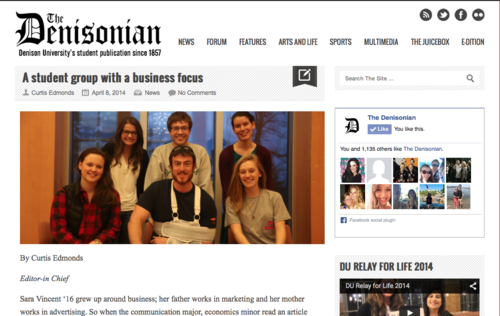 The
Denisonian
Denison University's student publication since 1857
NEWS FORUM FEATURES ARTS AND LIFE SPORTS MULTIMEDIA THE JUICEBOX E-EDITION
A student group with a business focus
Curtis Edmonds April 8, 2014 News No Comments
Search The Site ...
The Denisonian
Like You like this.
You and 1,135 others like The Denisonian.
Facebook social plugin
By Curtis Edmonds
Editor-in Chief
Sara Vincent ‘16 grew up around business; her father works in marketing and her mother
works in advertising. So when the communication major, economics minor read an article
DU RELAY FOR LIFE 2014
DU Relay for Life 2014